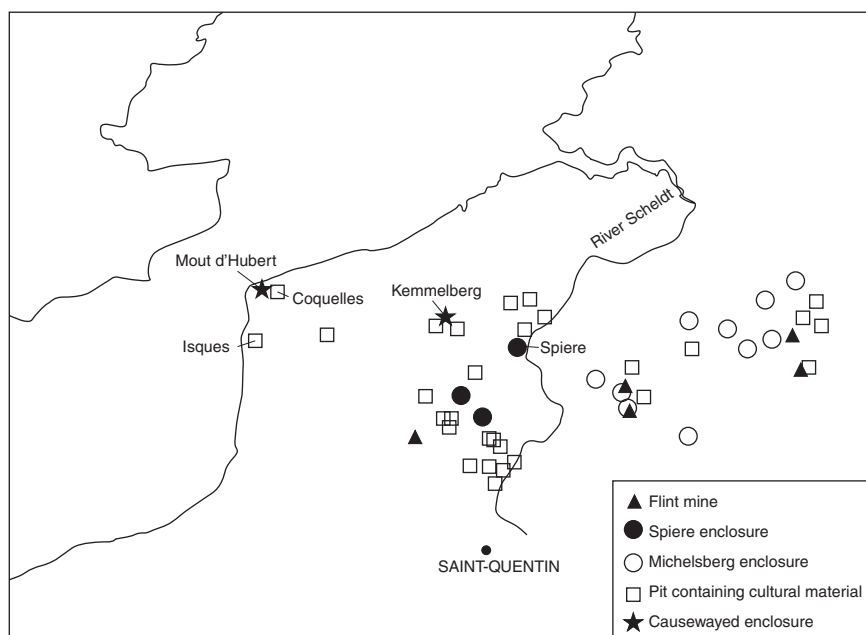 River Scheldt
Mout d'Hubert
Coquelles
Kemmelberg
Isques
Spiere
SAINT-QUENTIN
Flint mine
Spiere enclosure
Michelsberg enclosure
Pit containing cultural material
Causewayed enclosure